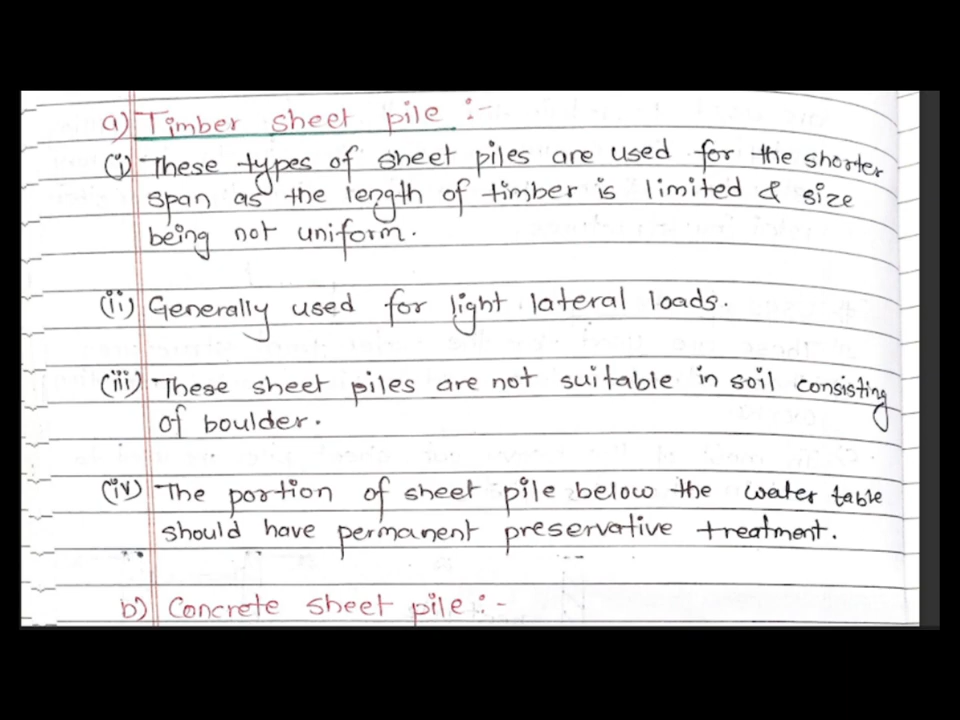 a) Timber sheet pile :-
(i) These types of sheet piles are used for the shorter
span as the length of timber is limited & size
being not uniform.
(ii) Generally used for light lateral loads.
(iii) These sheet piles are not suitable in soil consisting
of boulder.
(iv) The portion of sheet pile below the water table
should have permanent preservative treatment.
b) Concrete sheet pile :-